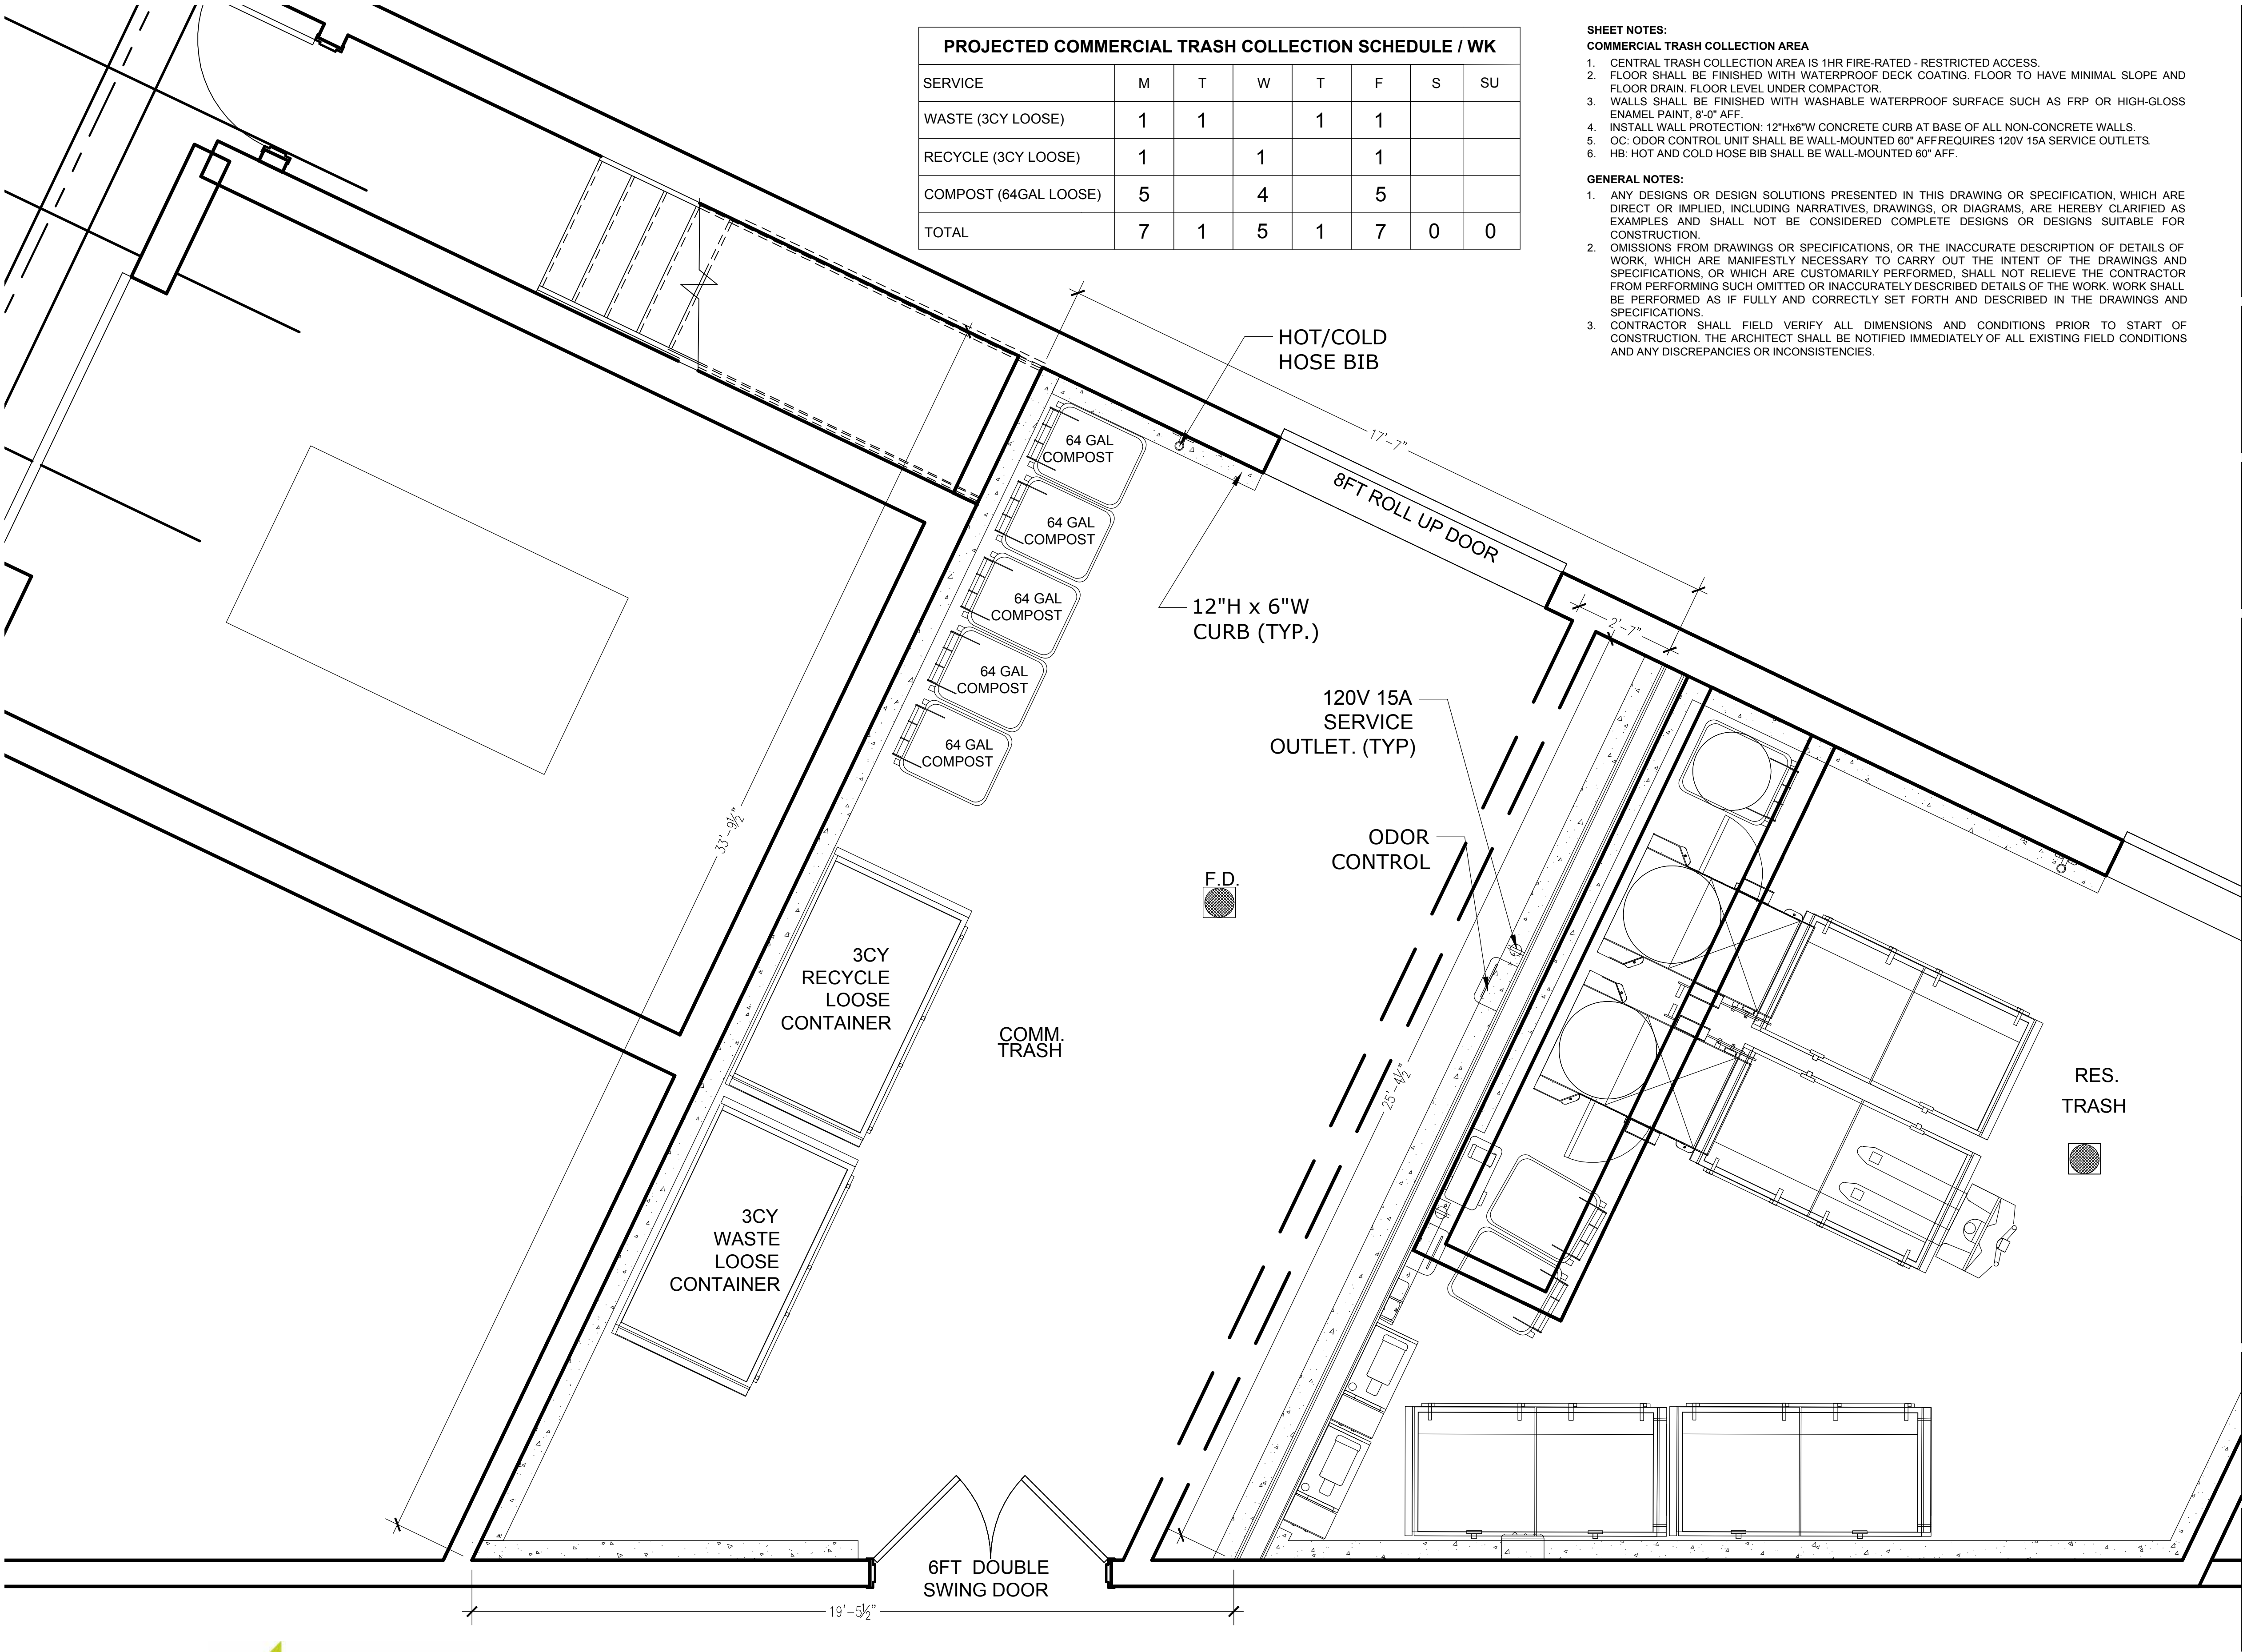 PROJECTED COMMERCIAL TRASH COLLECTION SCHEDULE / WK
SERVICE M T W T F S SU
WASTE (3CY LOOSE) 1 1 1 1
RECYCLE (3CY LOOSE) 1 1 1
COMPOST (64GAL LOOSE) 5 4 5
TOTAL 7 1 5 1 7 0 0
SHEET NOTES:
COMMERCIAL TRASH COLLECTION AREA
1. CENTRAL TRASH COLLECTION AREA IS 1HR FIRE-RATED - RESTRICTED ACCESS.
2. FLOOR SHALL BE FINISHED WITH WATERPROOF DECK COATING. FLOOR TO HAVE MINIMAL SLOPE AND
FLOOR DRAIN. FLOOR LEVEL UNDER COMPACTOR.
3. WALLS SHALL BE FINISHED WITH WASHABLE WATERPROOF SURFACE SUCH AS FRP OR HIGH-GLOSS
ENAMEL PAINT, 8'-0" AFF.
4. INSTALL WALL PROTECTION: 12"Hx6"W CONCRETE CURB AT BASE OF ALL NON-CONCRETE WALLS.
5. OC: ODOR CONTROL UNIT SHALL BE WALL-MOUNTED 60" AFF REQUIRES 120V 15A SERVICE OUTLETS.
6. HB: HOT AND COLD HOSE BIB SHALL BE WALL-MOUNTED 60" AFF.
GENERAL NOTES:
1. ANY DESIGNS OR DESIGN SOLUTIONS PRESENTED IN THIS DRAWING OR SPECIFICATION, WHICH ARE
DIRECT OR IMPLIED, INCLUDING NARRATIVES, DRAWINGS, OR DIAGRAMS, ARE HEREBY CLARIFIED AS
EXAMPLES AND SHALL NOT BE CONSIDERED COMPLETE DESIGNS OR DESIGNS SUITABLE FOR
CONSTRUCTION.
2. OMISSIONS FROM DRAWINGS OR SPECIFICATIONS, OR THE INACCURATE DESCRIPTION OF DETAILS OF
WORK, WHICH ARE MANIFESTLY NECESSARY TO CARRY OUT THE INTENT OF THE DRAWINGS AND
SPECIFICATIONS, OR WHICH ARE CUSTOMARILY PERFORMED, SHALL NOT RELIEVE THE CONTRACTOR
FROM PERFORMING SUCH OMITTED OR INACCURATELY DESCRIBED DETAILS OF THE WORK. WORK SHALL
BE PERFORMED AS IF FULLY AND CORRECTLY SET FORTH AND DESCRIBED IN THE DRAWINGS AND
SPECIFICATIONS.
3. CONTRACTOR SHALL FIELD VERIFY ALL DIMENSIONS AND CONDITIONS PRIOR TO START OF
CONSTRUCTION. THE ARCHITECT SHALL BE NOTIFIED IMMEDIATELY OF ALL EXISTING FIELD CONDITIONS
AND ANY DISCREPANCIES OR INCONSISTENCIES.
HOT/COLD
HOSE BIB
17'-7"
8FT ROLL UP DOOR
64 GAL
COMPOST
64 GAL
COMPOST
64 GAL
COMPOST
64 GAL
COMPOST
64 GAL
COMPOST
12"H x 6"W
CURB (TYP.)
2'-7"
120V 15A
SERVICE
OUTLET. (TYP)
ODOR
CONTROL
33'-9½"
F.D.
3CY
RECYCLE
LOOSE
CONTAINER
COMM.
TRASH
25'-4½"
RES.
TRASH
3CY
WASTE
LOOSE
CONTAINER
6FT DOUBLE
SWING DOOR
19'-5½"